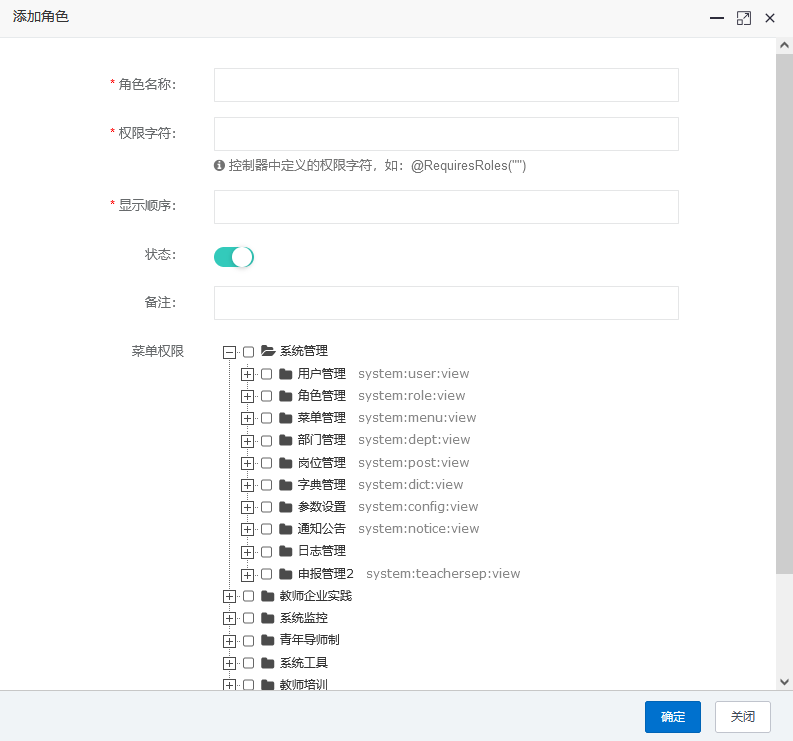 添加角色
* 角色名称：
* 权限字符：
控制器中定义的权限字符，如：@RequiresRoles("")
* 显示顺序：
状态：
备注：
菜单权限
系统管理
用户管理 system:user:view
角色管理 system:role:view
菜单管理 system:menu:view
部门管理 system:dept:view
岗位管理 system:post:view
字典管理 system:dict:view
参数设置 system:config:view
通知公告 system:notice:view
日志管理
申报管理2 system:teachersep:view
教师企业实践
系统监控
青年导师制
系统工具
教师培训
确定 关闭